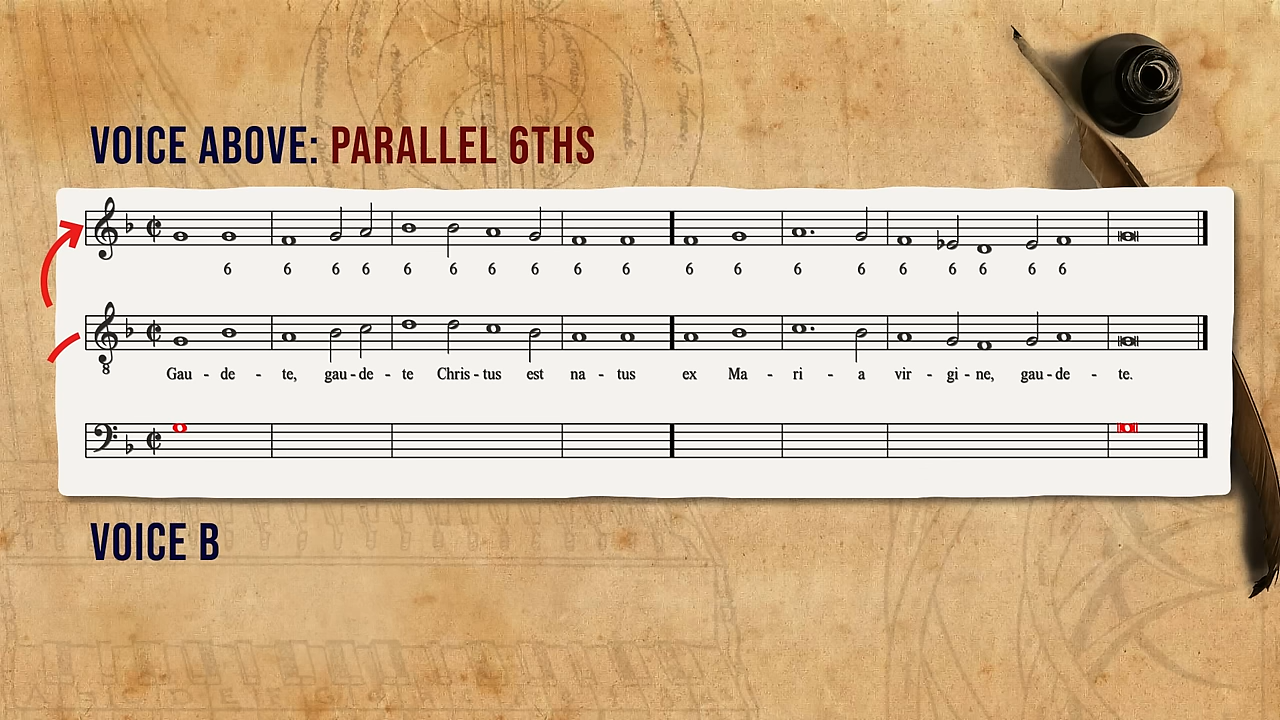 VOICE ABOVE: PARALLEL 6THS
6 6 6 6 6 6 6 6 6 6 6 6 6 6 6 6 6 6 6
8
Gau - de - te, gau - de - te Chris - tus est na - tus ex Ma - ri - a vir - gi - ne, gau - de - te.
VOICE B